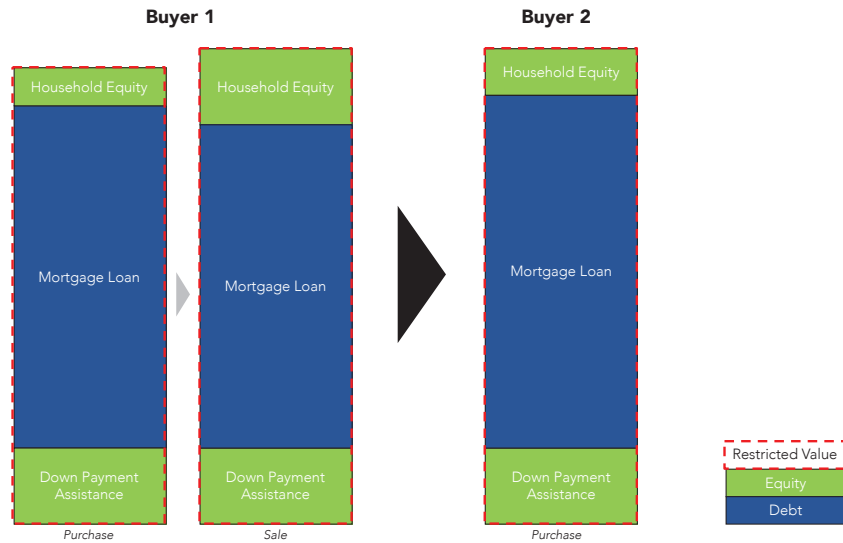 Buyer 1
Buyer 2
Household Equity
Mortgage Loan
Down Payment
Assistance
Purchase
Household Equity
Mortgage Loan
Down Payment
Assistance
Sale
Household Equity
Mortgage Loan
Down Payment
Assistance
Purchase
Restricted Value
Equity
Debt